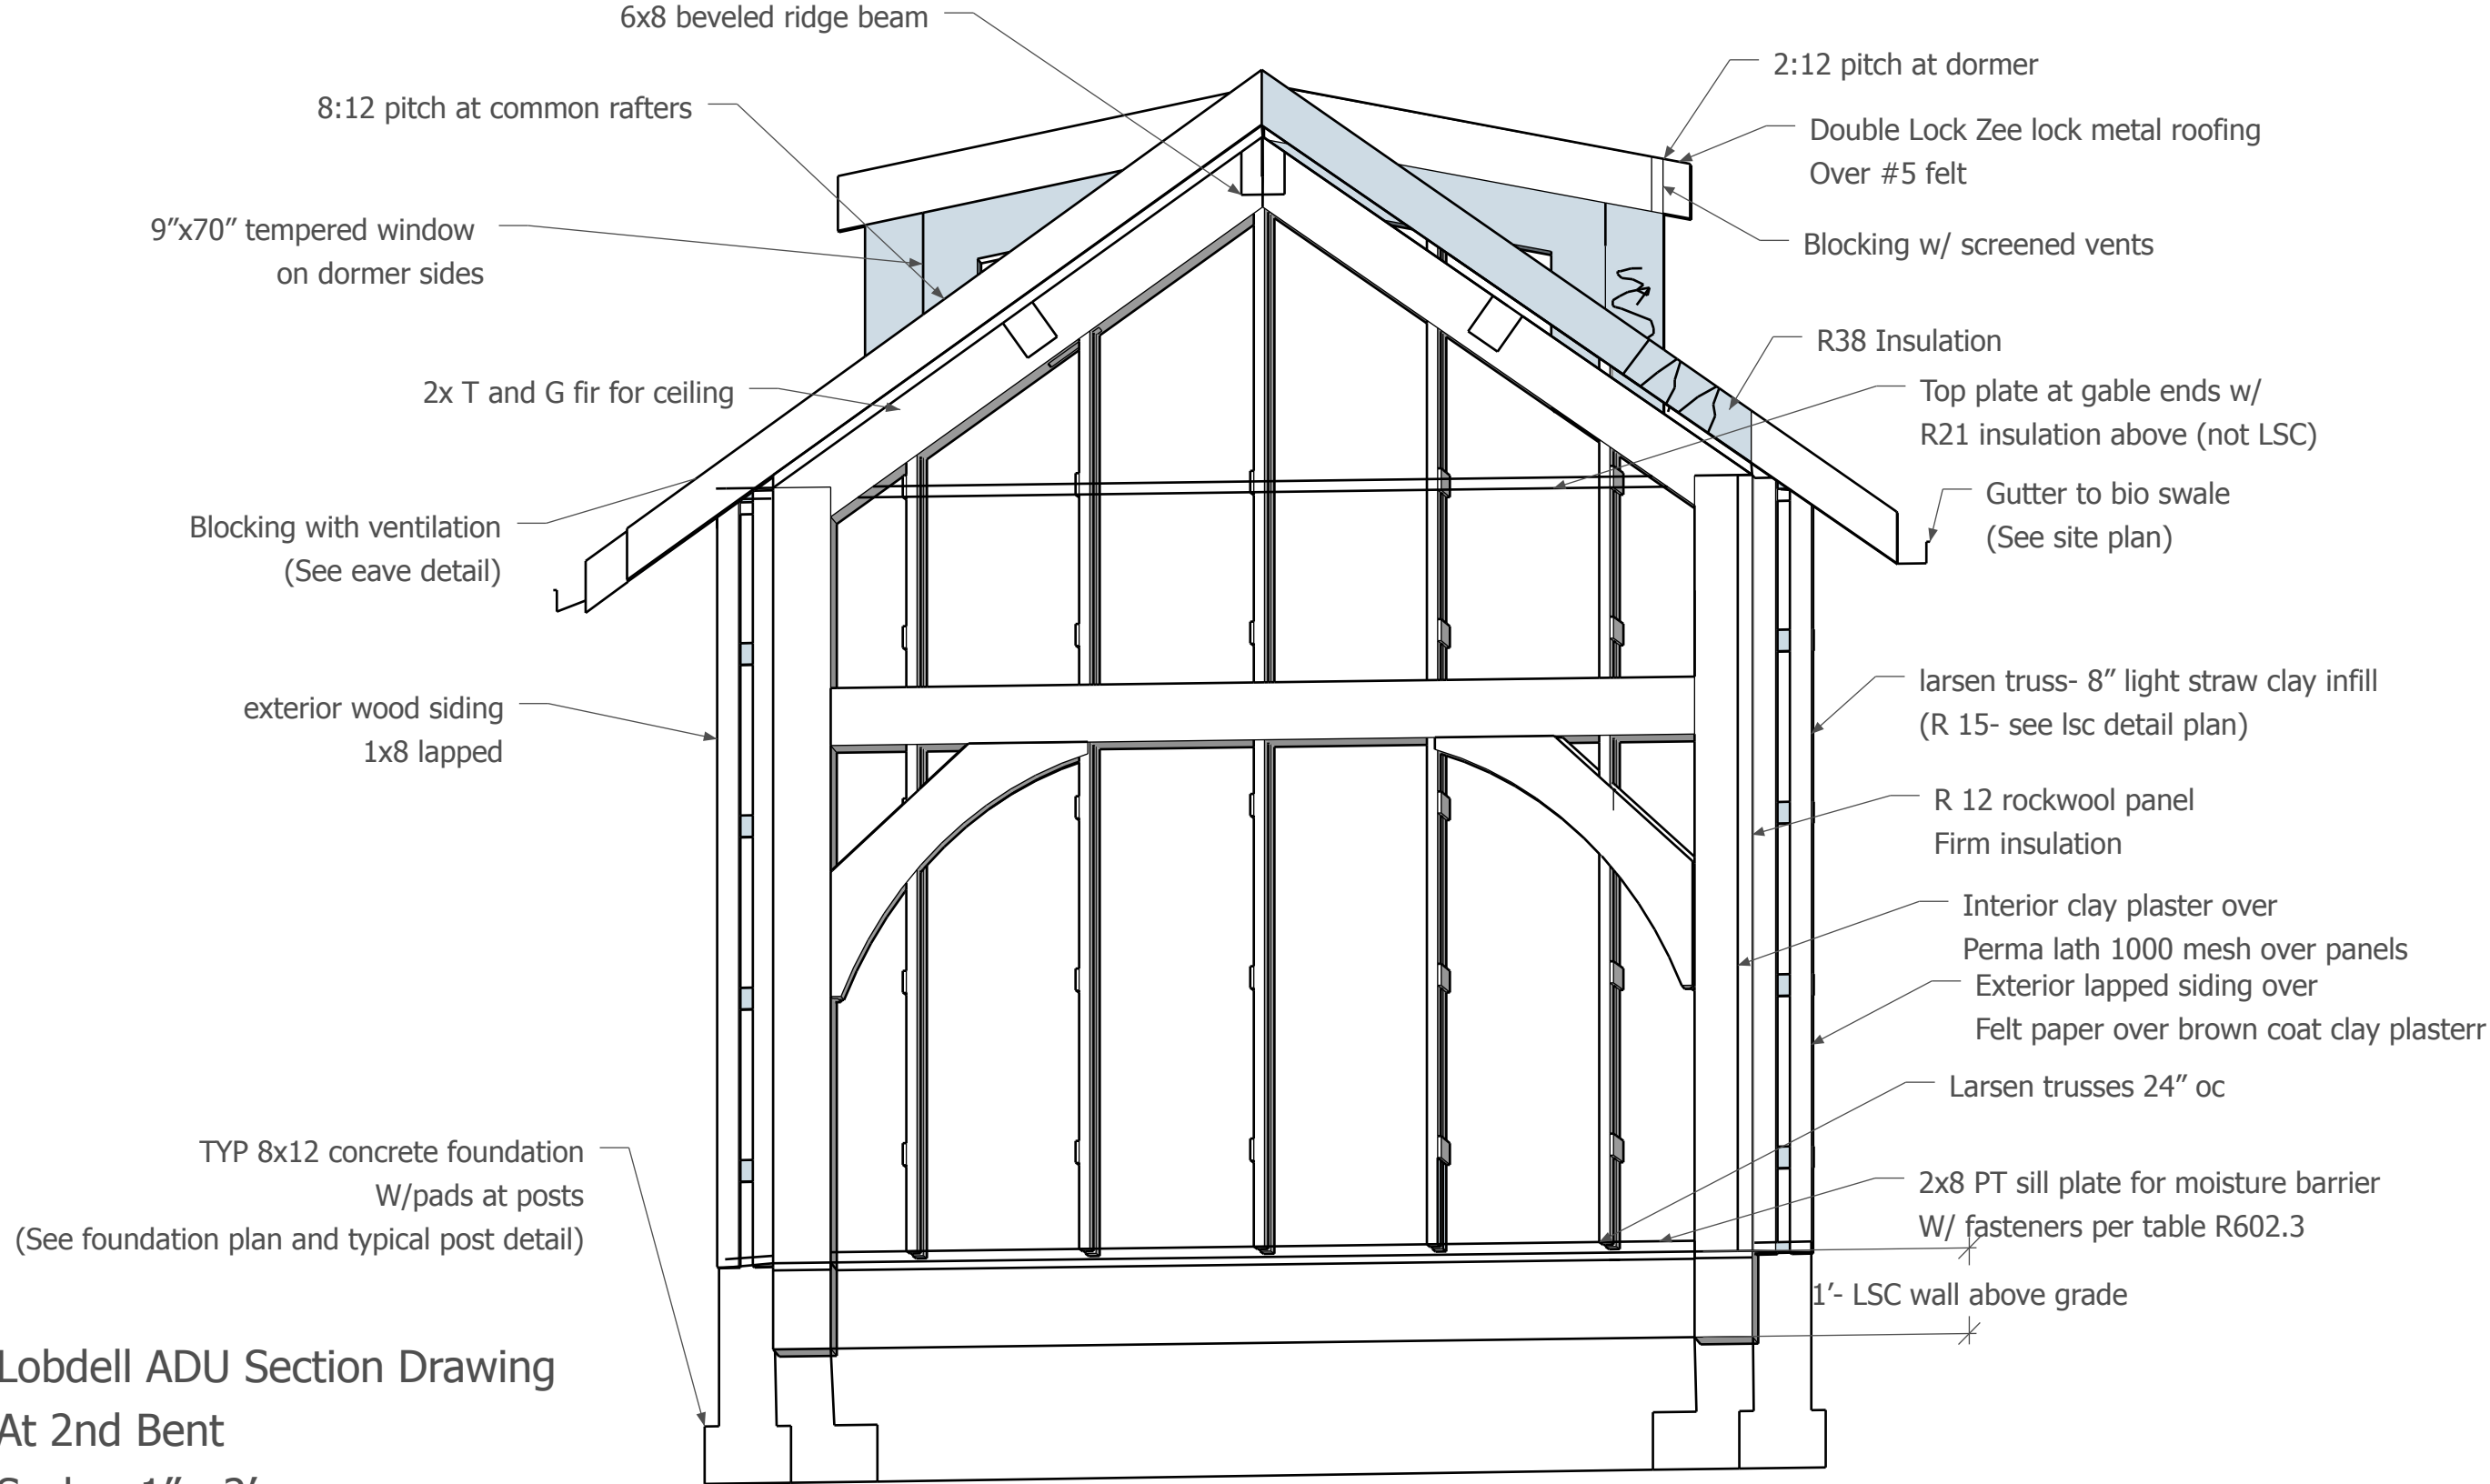 6x8 beveled ridge beam
8:12 pitch at common rafters
9”x70” tempered window
on dormer sides
2x T and G fir for ceiling
Blocking with ventilation
(See eave detail)
exterior wood siding
1x8 lapped
TYP 8x12 concrete foundation
W/pads at posts
(See foundation plan and typical post detail)
Lobdell ADU Section Drawing
At 2nd Bent
2:12 pitch at dormer
Double Lock Zee lock metal roofing
Over #5 felt
Blocking w/ screened vents
R38 Insulation
Top plate at gable ends w/
R21 insulation above (not LSC)
Gutter to bio swale
(See site plan)
larsen truss- 8” light straw clay infill
(R 15- see lsc detail plan)
R 12 rockwool panel
Firm insulation
Interior clay plaster over
Perma lath 1000 mesh over panels
Exterior lapped siding over
Felt paper over brown coat clay plasterr
Larsen trusses 24” oc
2x8 PT sill plate for moisture barrier
W/ fasteners per table R602.3
1’- LSC wall above grade